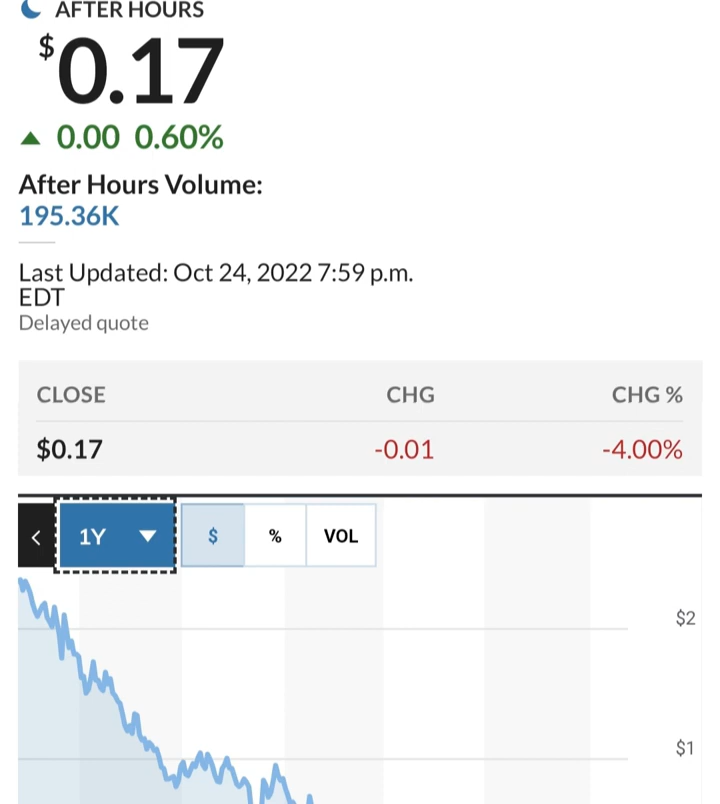 AFTER HOURS
$0.17
0.00 0.60%
After Hours Volume:
195.36K
Last Updated: Oct 24, 2022 7:59 p.m.
EDT
Delayed quote
CLOSE CHG CHG %
$0.17 -0.01 -4.00%
< 1Y $ % VOL
$2
$1